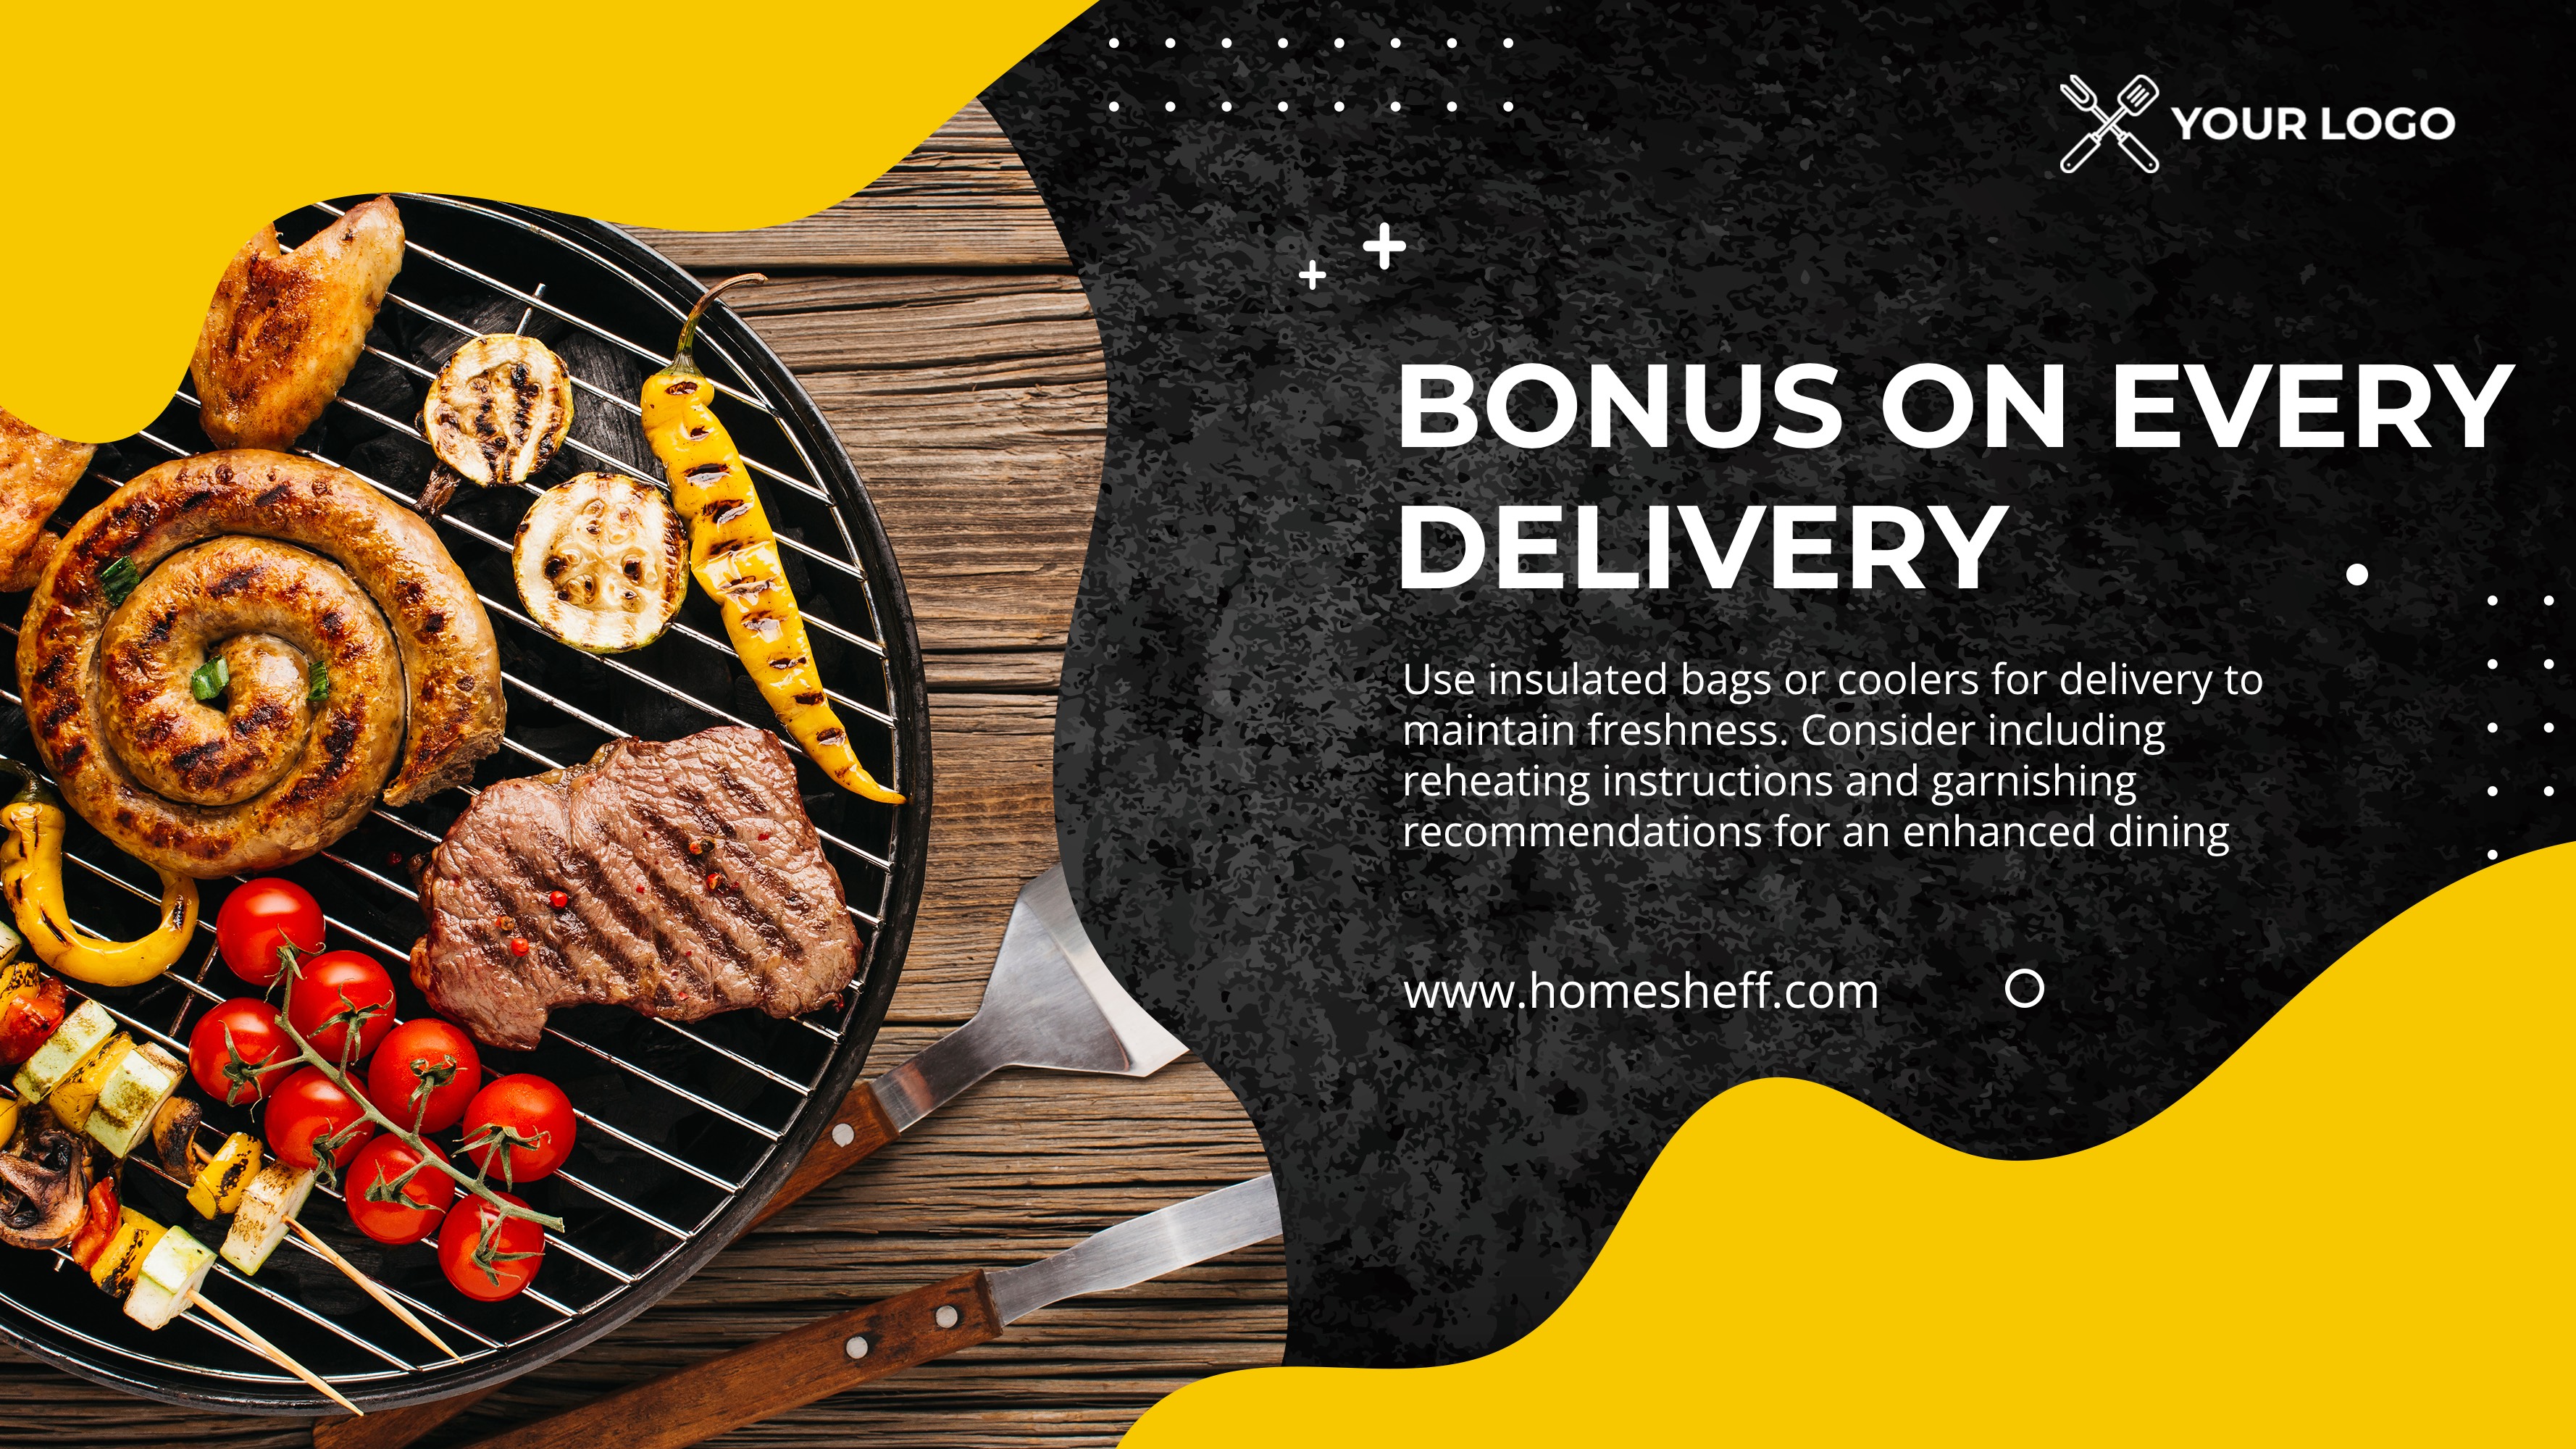 YOUR LOGO
BONUS ON EVERY
DELIVERY
Use insulated bags or coolers for delivery to
maintain freshness. Consider including
reheating instructions and garnishing
recommendations for an enhanced dining
www.homesheff.com